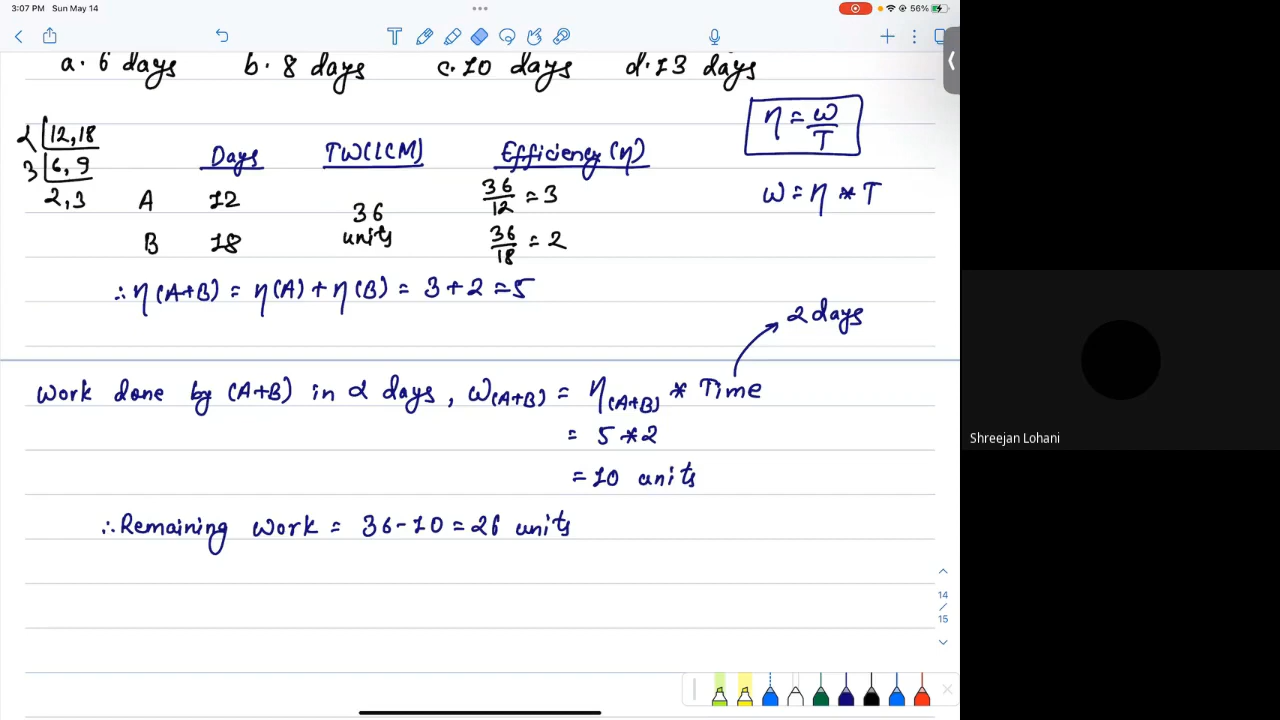 3:07 PM Sun May 14
56%
a. 6 days b. 8 days c. 10 days d. 13 days
η = w/T
2 | 12, 18
3 | 6, 9
2, 3
Days TW(LCM) Efficiency (η)
w = η * T
A 12 36/12 = 3
36 units
B 18 36/18 = 2
∴ η(A+B) = η(A) + η(B) = 3 + 2 = 5
2 days
Work done by (A+B) in 2 days, w(A+B) = η(A+B) * Time
= 5 * 2
= 10 units
∴ Remaining work = 36 - 10 = 26 units
Shreejan Lohani
14
/
15